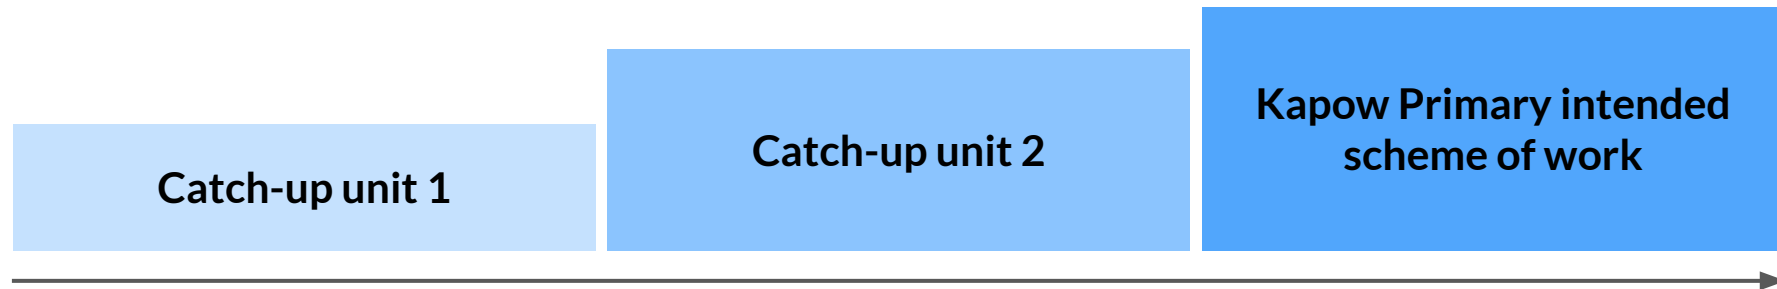 Catch-up unit 1
Catch-up unit 2
Kapow Primary intended
scheme of work